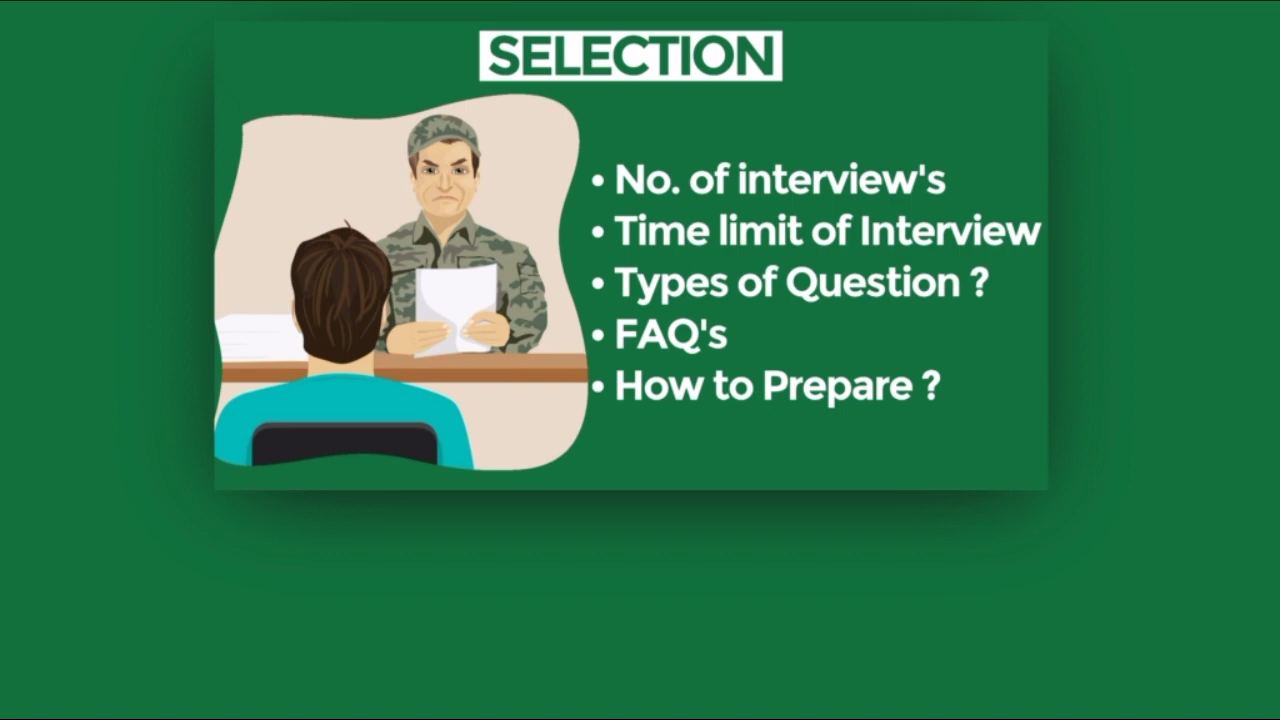 SELECTION
• No. of interview's
• Time limit of Interview
• Types of Question ?
• FAQ's
• How to Prepare ?